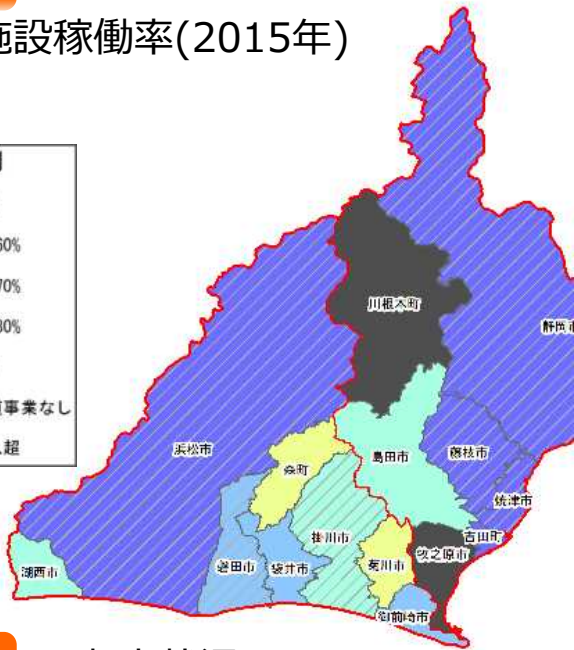 施設稼働率(2015年)
60%
70%
80%
事業なし
超
川根本町
静岡市
浜松市
島田市
藤枝市
森町
焼津市
掛川市
吉田町
牧之原市
湖西市
磐田市
袋井市
菊川市
御前崎市